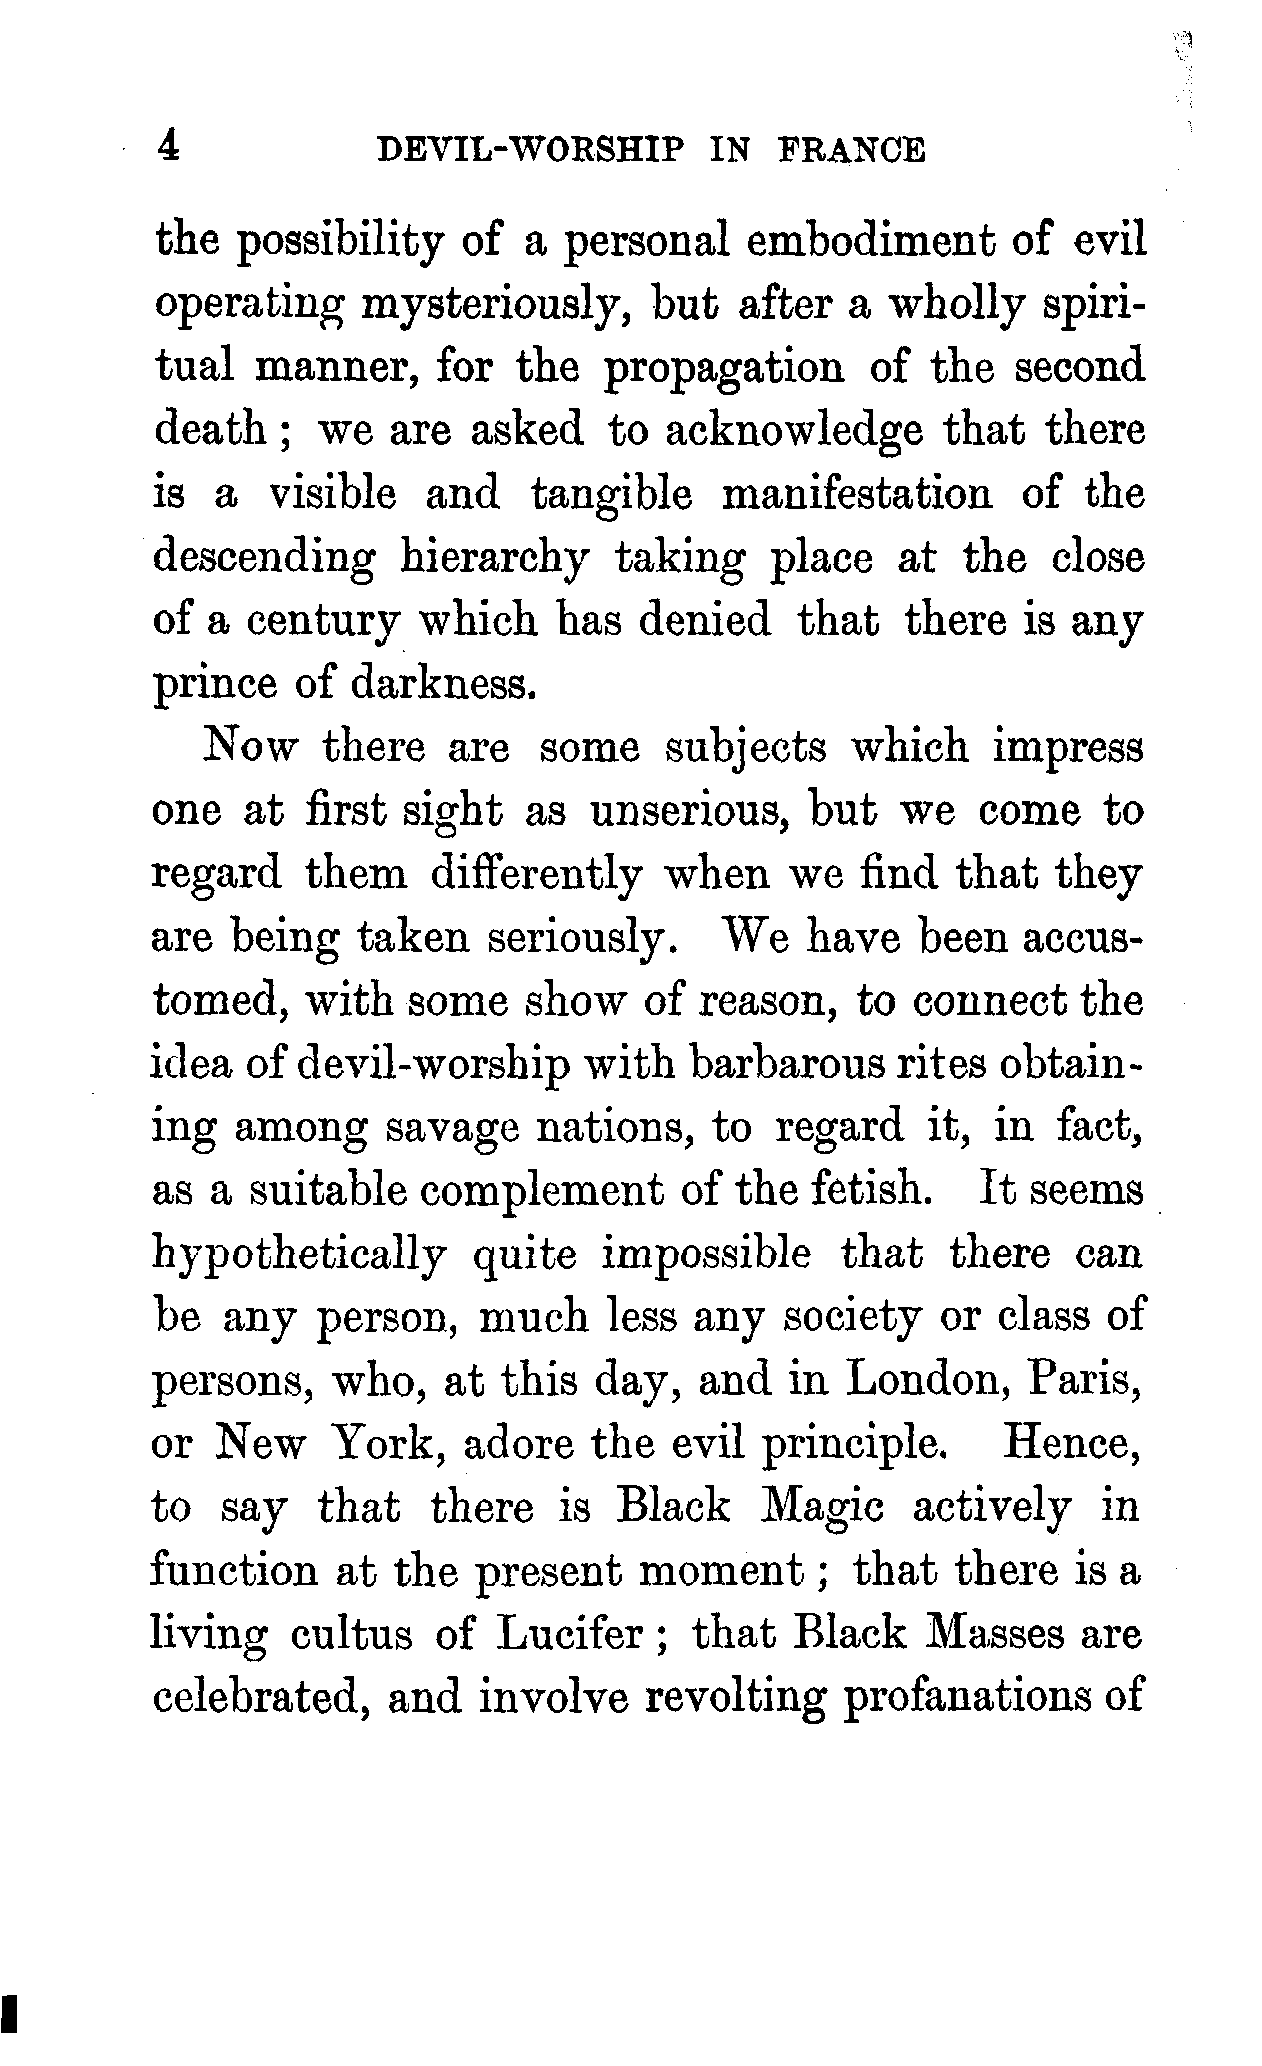 4 DEVIL-WORSHIP IN FRANCE
the possibility of a personal embodiment of evil
operating mysteriously, but after a wholly spiri-
tual manner, for the propagation of the second
death ; we are asked to acknowledge that there
is a visible and tangible manifestation of the
descending hierarchy taking place at the close
of a century which has denied that there is any
prince of darkness.
Now there are some subjects which impress
one at first sight as unserious, but we come to
regard them differently when we find that they
are being taken seriously. We have been accus-
tomed, with some show of reason, to connect the
idea of devil-worship with barbarous rites obtain-
ing among savage nations, to regard it, in fact,
as a suitable complement of the fetish. It seems
hypothetically quite impossible that there can
be any person, much less any society or class of
persons, who, at this day, and in London, Paris,
or New York, adore the evil principle. Hence,
to say that there is Black Magic actively in
function at the present moment ; that there is a
living cultus of Lucifer ; that Black Masses are
celebrated, and involve revolting profanations of